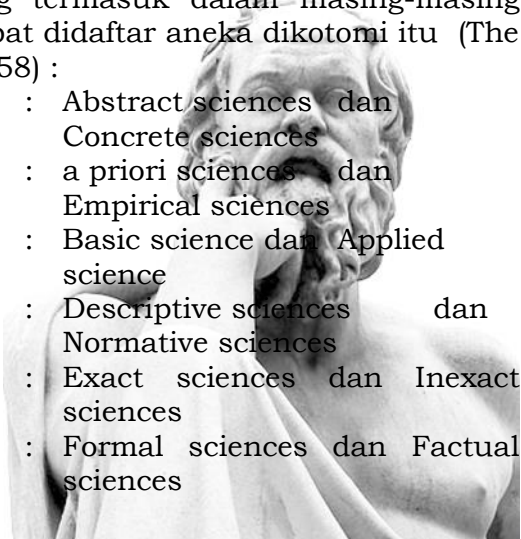 termasuk dalam masing-masing
didaftar aneka dikotomi itu (The
58) :
: Abstract sciences dan
Concrete sciences
: a priori sciences dan
Empirical sciences
: Basic science dan Applied
science
: Descriptive sciences dan
Normative sciences
: Exact sciences dan Inexact
sciences
: Formal sciences dan Factual
sciences